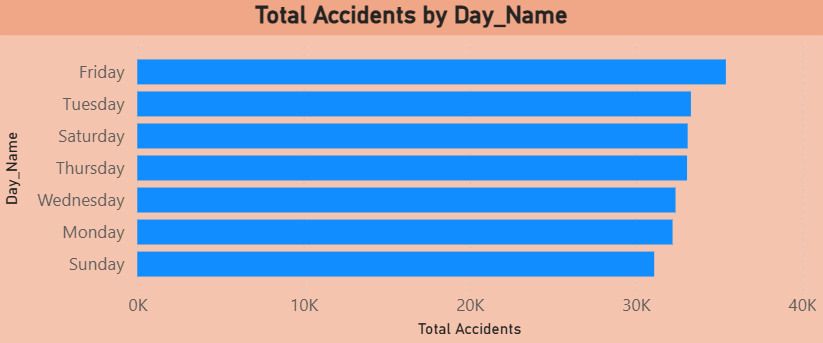 Total Accidents by Day_Name
Day_Name
Friday
Tuesday
Saturday
Thursday
Wednesday
Monday
Sunday
0K 10K 20K 30K 40K
Total Accidents